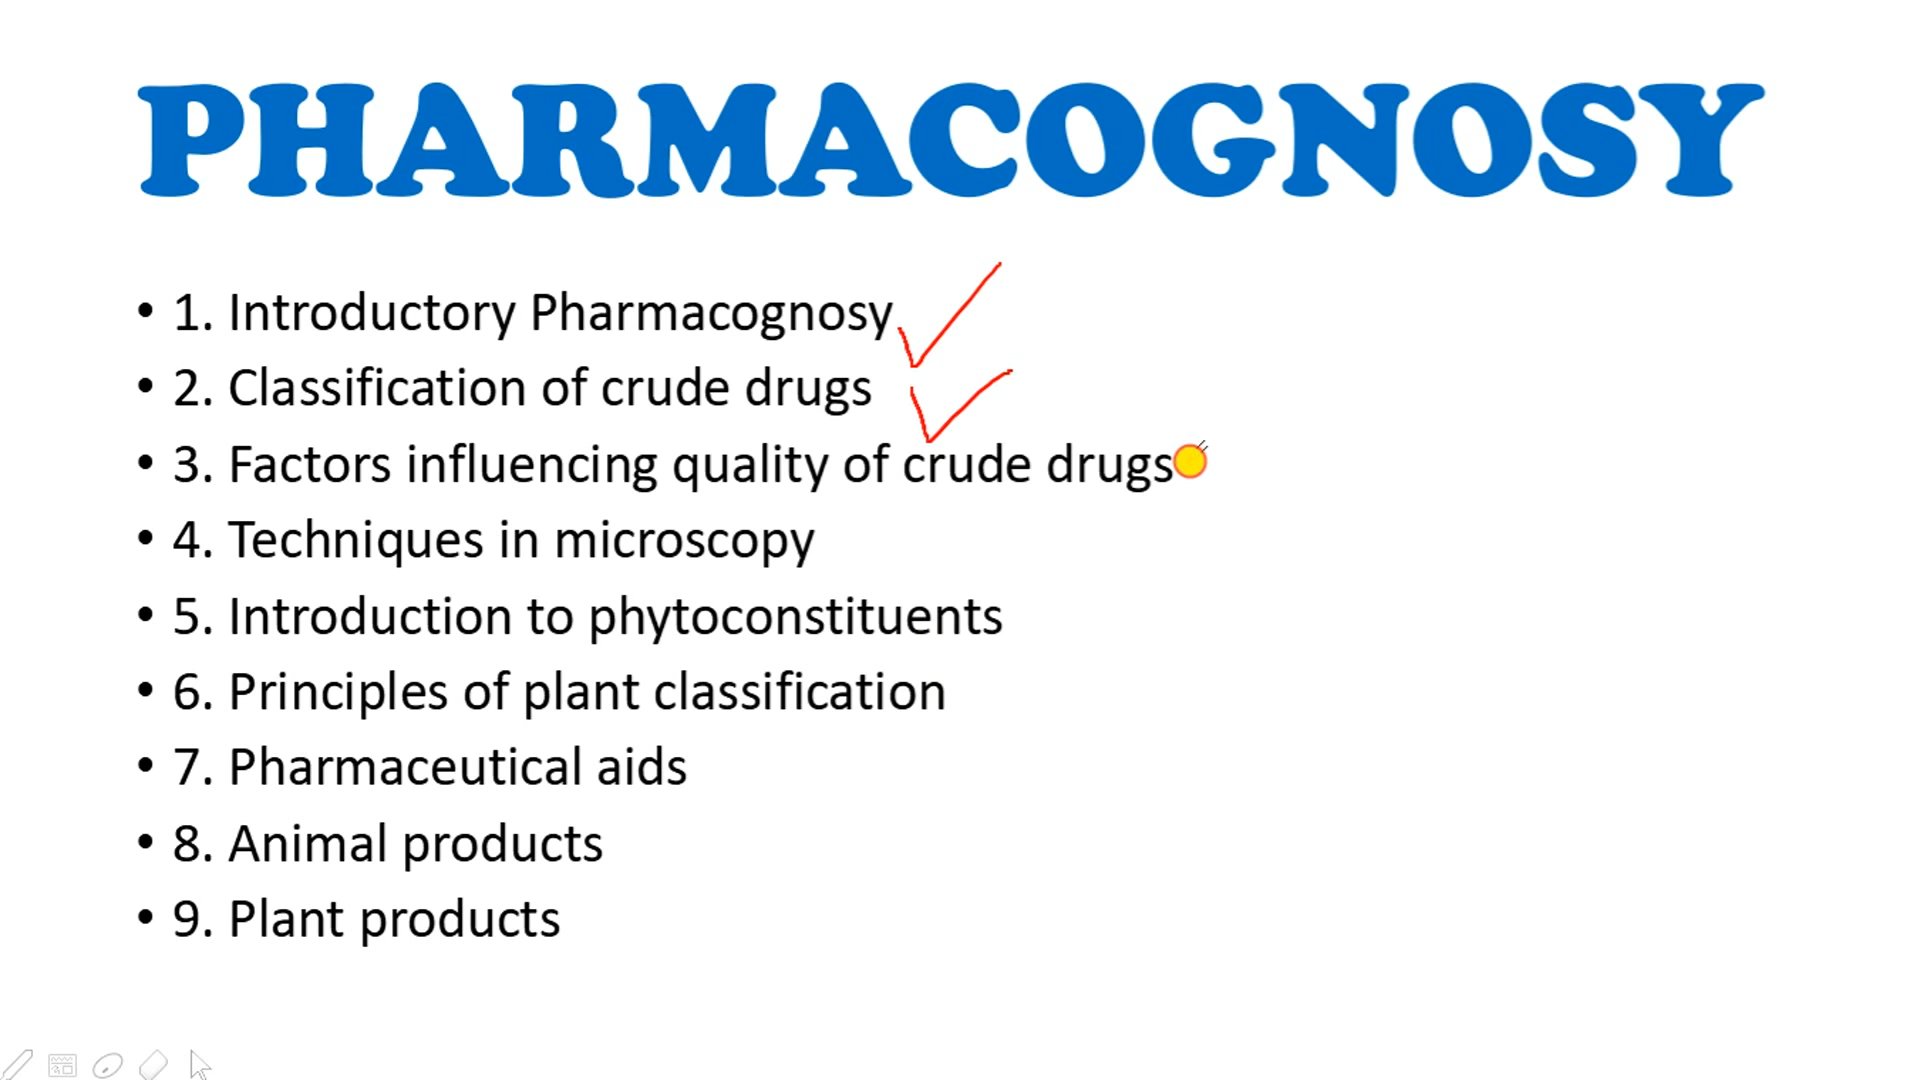 PHARMACOGNOSY
• 1. Introductory Pharmacognosy
• 2. Classification of crude drugs
• 3. Factors influencing quality of crude drugs
• 4. Techniques in microscopy
• 5. Introduction to phytoconstituents
• 6. Principles of plant classification
• 7. Pharmaceutical aids
• 8. Animal products
• 9. Plant products